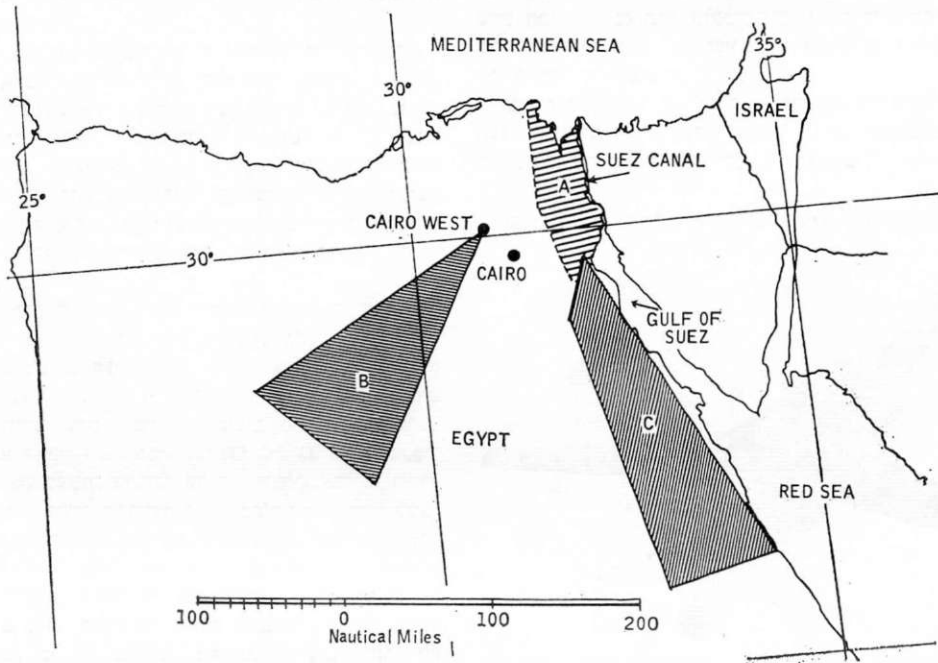 MEDITERRANEAN SEA
35°
30°
ISRAEL
SUEZ CANAL
A
25°
CAIRO WEST
30°
CAIRO
GULF OF
SUEZ
B
C
EGYPT
RED SEA
100 0 100 200
Nautical Miles